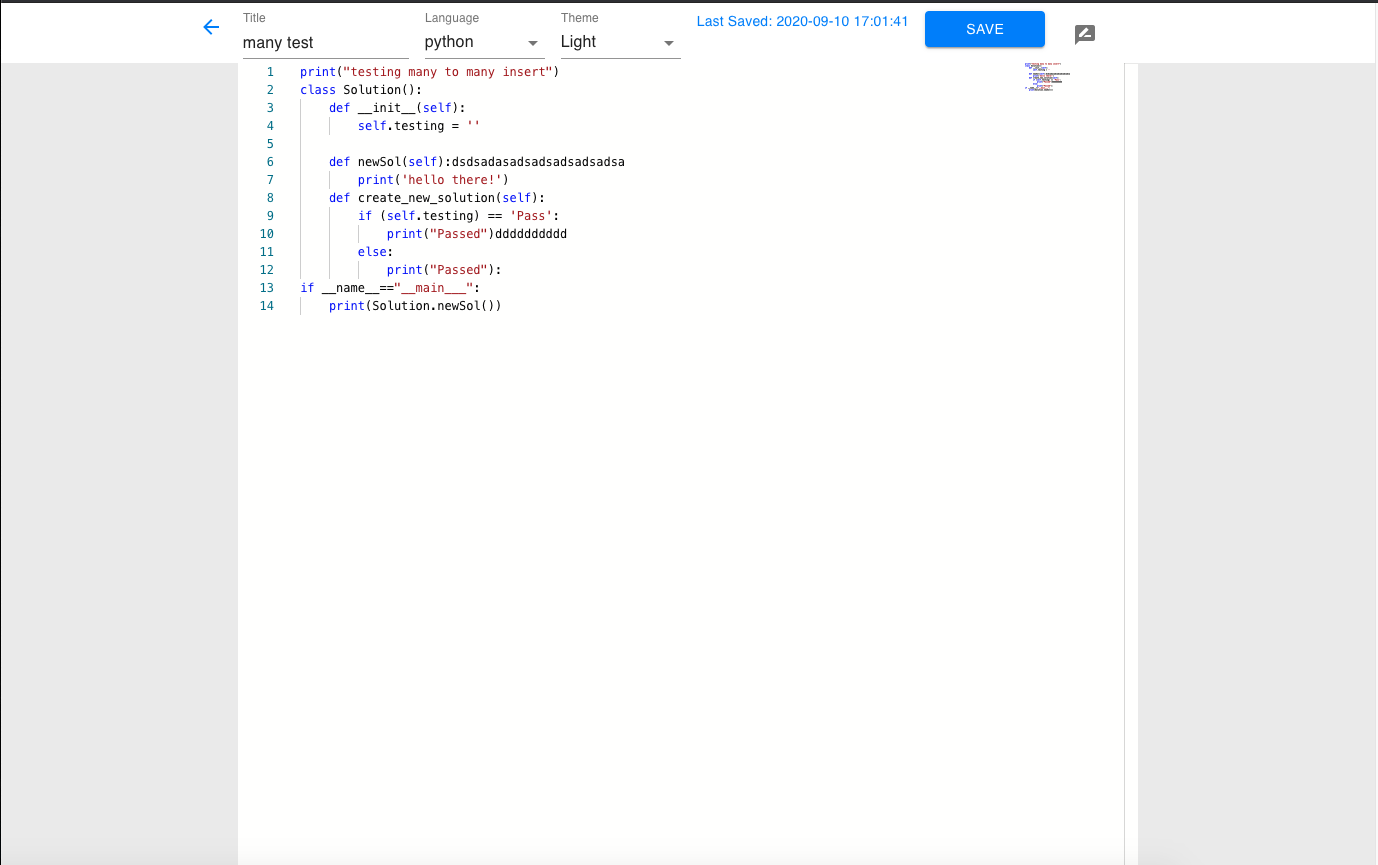 Title
many test
Language
python
Theme
Light
Last Saved: 2020-09-10 17:01:41
SAVE
1 print("testing many to many insert")
2 class Solution():
3     def __init__(self):
4         self.testing = ''
5
6     def newSol(self):dsdsadasadsadsadsadsadsa
7         print('hello there!')
8     def create_new_solution(self):
9         if (self.testing) == 'Pass':
10             print("Passed")dddddddddd
11         else:
12             print("Passed"):
13 if __name__=="__main___":
14     print(Solution.newSol())